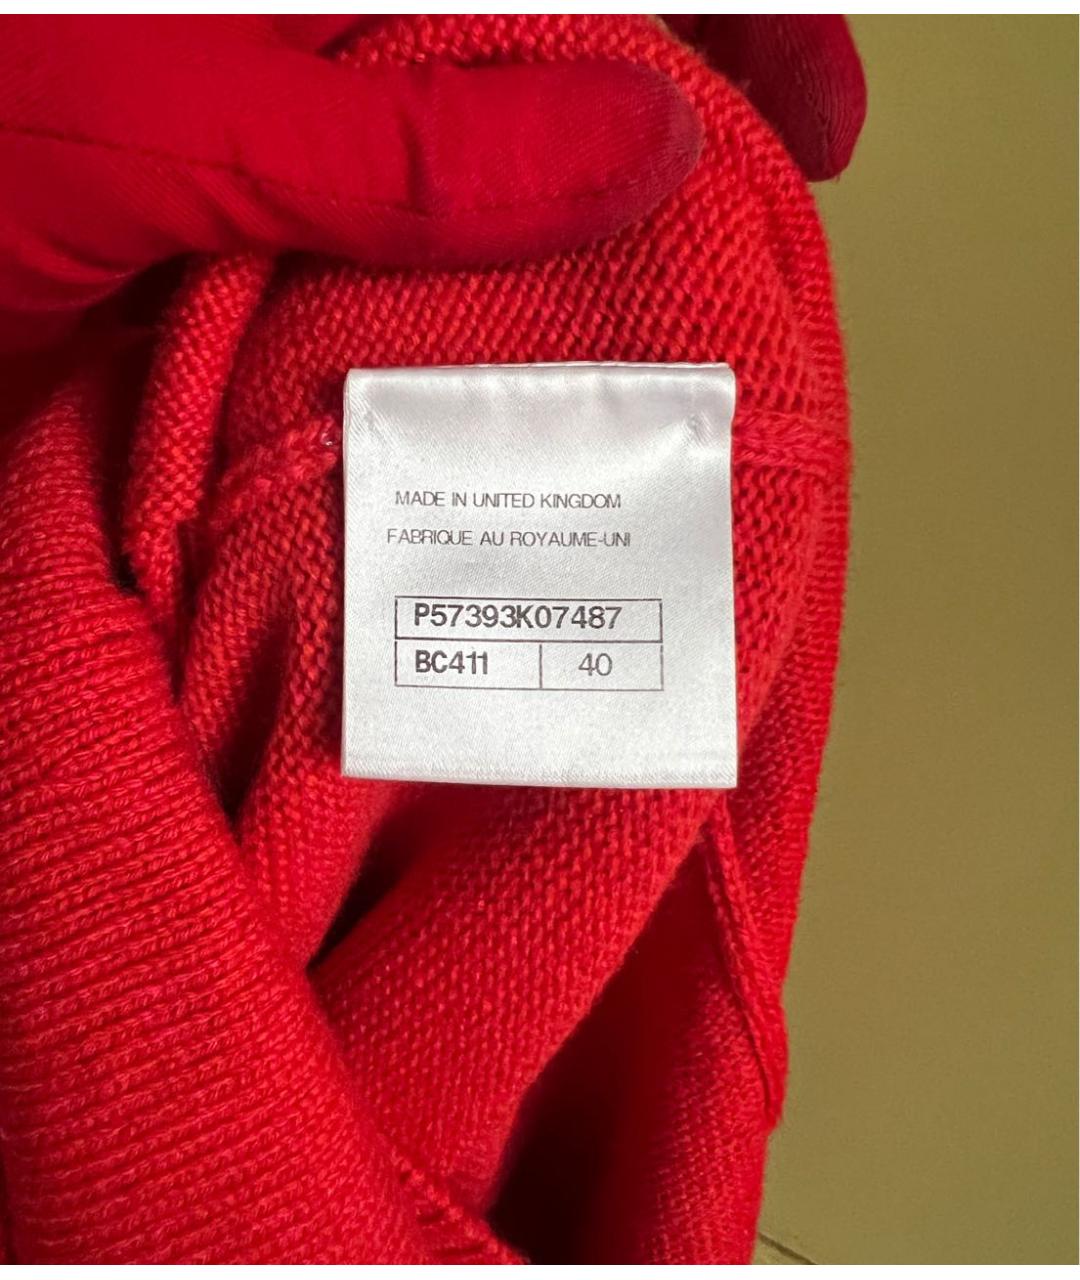 MADE IN UNITED KINGDOM
FABRIQUE AU ROYAUME-UNI
P57393K07487
BC411 40